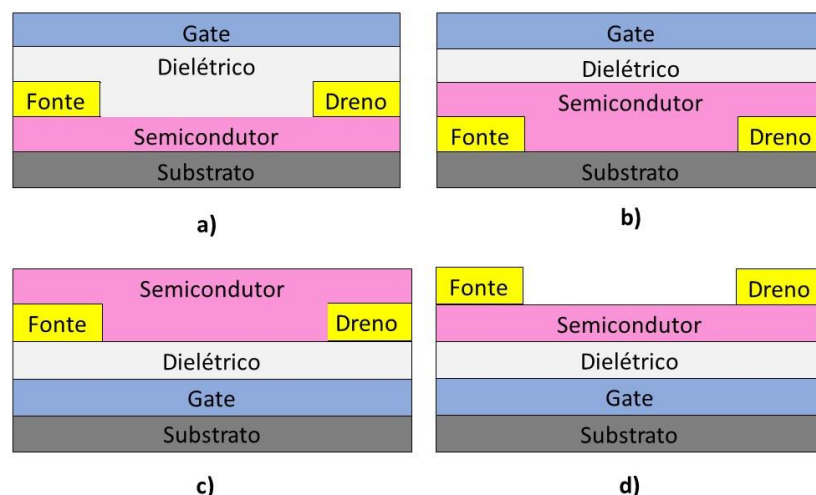 Gate
Dielétrico
Fonte
Dreno
Semicondutor
Substrato
a)
Gate
Dielétrico
Semicondutor
Fonte
Dreno
Substrato
b)
Semicondutor
Fonte
Dreno
Dielétrico
Gate
Substrato
c)
Fonte
Dreno
Semicondutor
Dielétrico
Gate
Substrato
d)